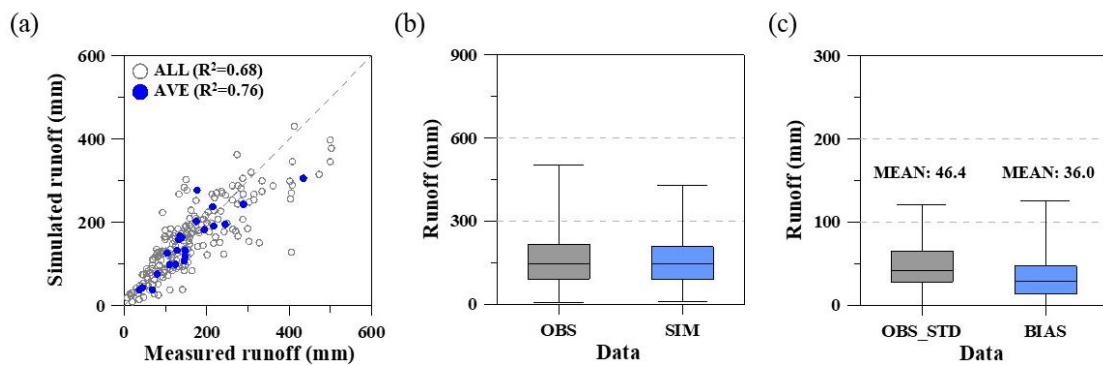 (a)
600
400
200
0
0 200 400 600
Simulated runoff (mm)
Measured runoff (mm)
ALL (R²=0.68)
AVE (R²=0.76)
(b)
900
600
300
0
Runoff (mm)
OBS SIM
Data
(c)
300
200
100
0
Runoff (mm)
MEAN: 46.4 MEAN: 36.0
OBS_STD BIAS
Data